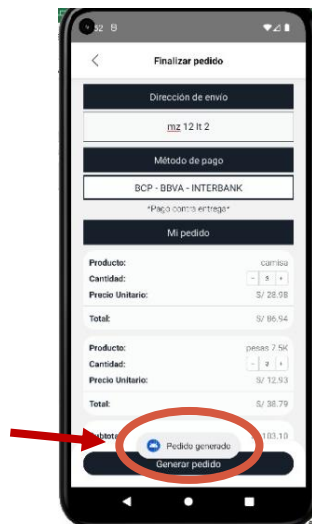 52
Finalizar pedido
Dirección de envío
mz 12 lt 2
Método de pago
BCP - BBVA - INTERBANK
*Pago contra entrega*
Mi pedido
Producto: camisa
Cantidad: - 3 +
Precio Unitario: S/ 28.98
Total: S/ 86.94
Producto: pesas 7.5K
Cantidad: - 3 +
Precio Unitario: S/ 12.93
Total: S/ 38.79
Pedido generado
Generar pedido